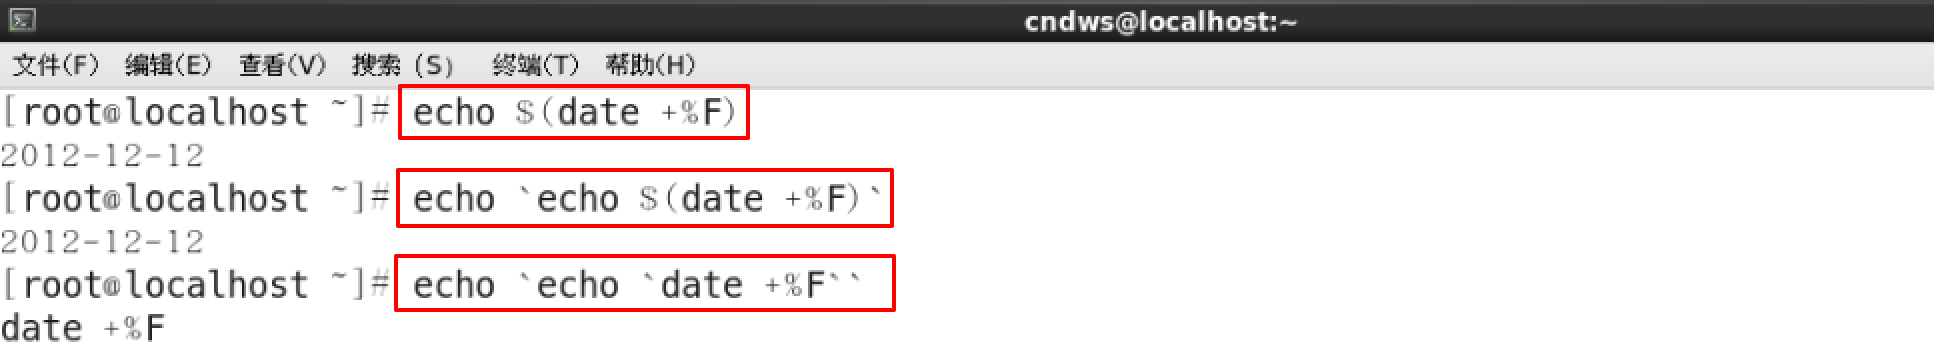 cndws@localhost:~
文件(F) 编辑(E) 查看(V) 搜索 (S) 终端(T) 帮助(H)
[root@localhost ~]# echo $(date +%F)
2012-12-12
[root@localhost ~]# echo `echo $(date +%F)`
2012-12-12
[root@localhost ~]# echo `echo `date +%F``
date +%F